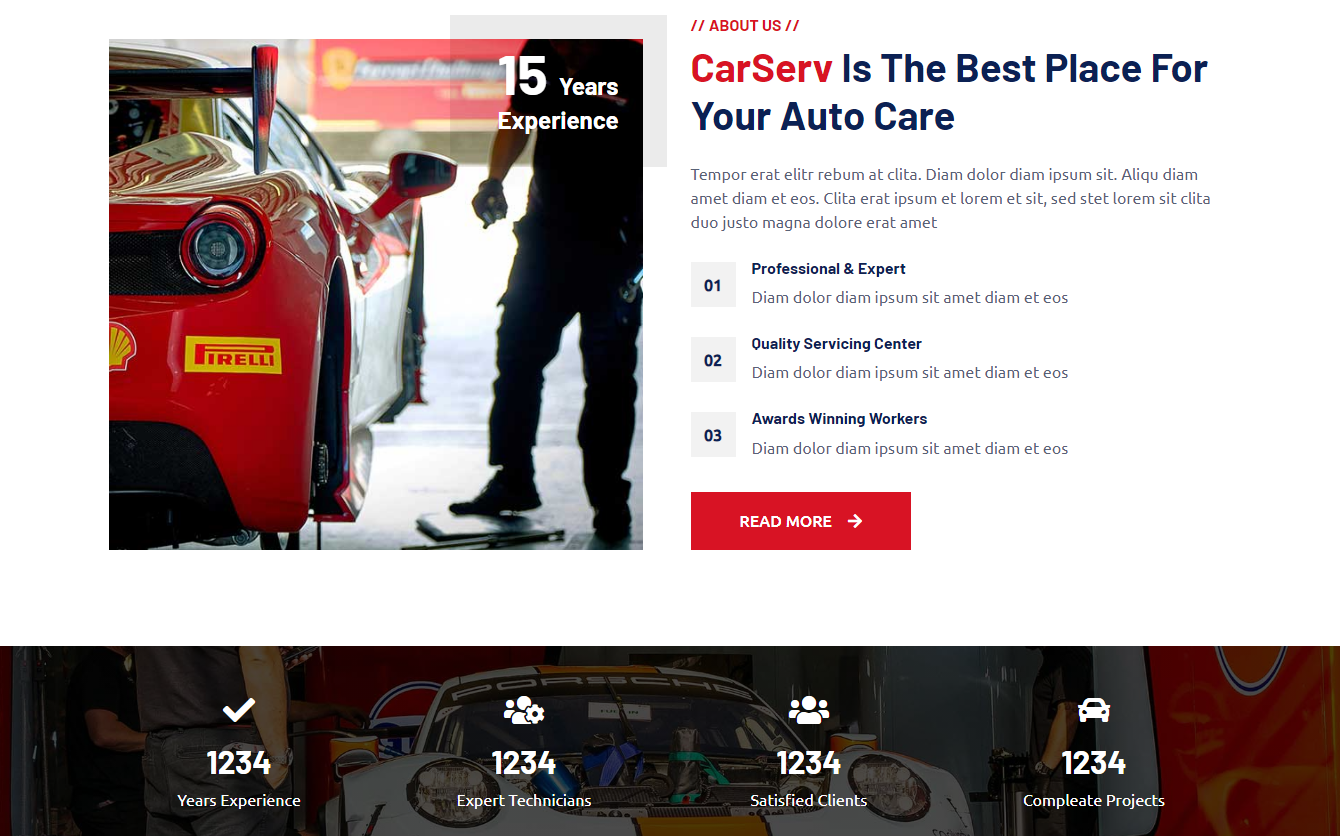 15 Years
Experience
PIRELLI
// ABOUT US //
CarServ Is The Best Place For
Your Auto Care
Tempor erat elitr rebum at clita. Diam dolor diam ipsum sit. Aliqu diam
amet diam et eos. Clita erat ipsum et lorem et sit, sed stet lorem sit clita
duo justo magna dolore erat amet
01
Professional & Expert
Diam dolor diam ipsum sit amet diam et eos
02
Quality Servicing Center
Diam dolor diam ipsum sit amet diam et eos
03
Awards Winning Workers
Diam dolor diam ipsum sit amet diam et eos
READ MORE
PORSCHE
1234
Years Experience
1234
Expert Technicians
1234
Satisfied Clients
1234
Compleate Projects